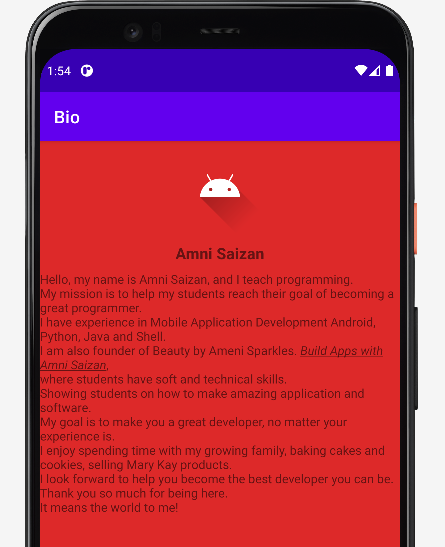 1:54
Bio
Amni Saizan
Hello, my name is Amni Saizan, and I teach programming.
My mission is to help my students reach their goal of becoming a
great programmer.
I have experience in Mobile Application Development Android,
Python, Java and Shell.
I am also founder of Beauty by Ameni Sparkles. Build Apps with
Amni Saizan,
where students have soft and technical skills.
Showing students on how to make amazing application and
software.
My goal is to make you a great developer, no matter your
experience is.
I enjoy spending time with my growing family, baking cakes and
cookies, selling Mary Kay products.
I look forward to help you become the best developer you can be.
Thank you so much for being here.
It means the world to me!